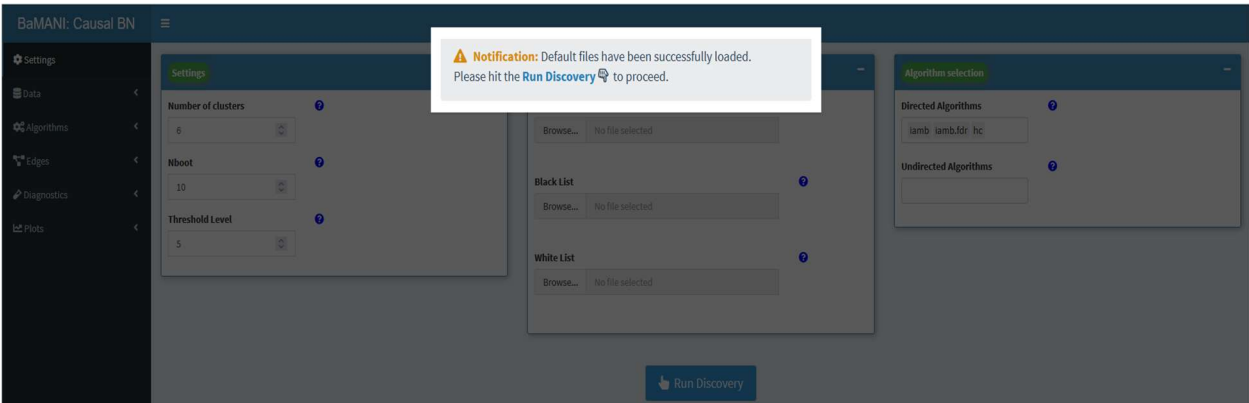 BaMANI: Causal BN
Notification: Default files have been successfully loaded.
Please hit the Run Discovery to proceed.
Settings
Data
Algorithms
Edges
Diagnostics
Plots
Settings
Number of clusters
6
Nboot
10
Threshold Level
5
Browse... No file selected
Black List
Browse... No file selected
White List
Browse... No file selected
Algorithm selection
Directed Algorithms
iamb iamb.fdr hc
Undirected Algorithms
Run Discovery